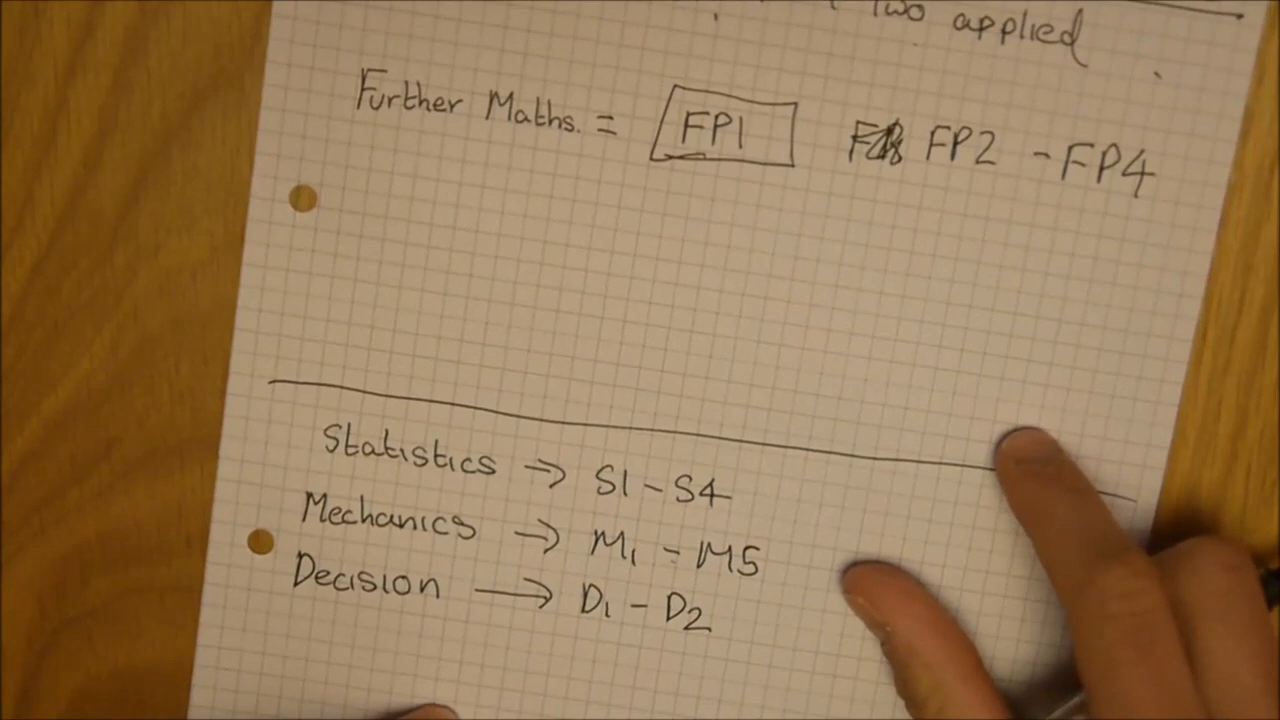 Two applied
Further Maths. = FP1 FP2 - FP4
Statistics → S1 - S4
Mechanics → M1 - M5
Decision → D1 - D2